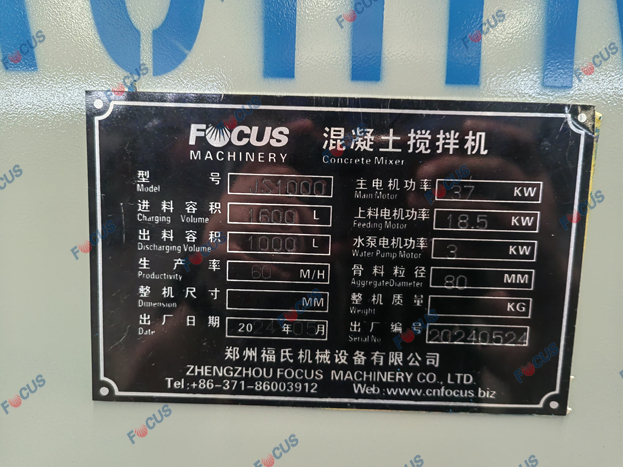 FOCUS
MACHINERY
混凝土搅拌机
Concrete Mixer
型 号 JS1000
Model
进料容积 1600 L
Charging Volume
出料容积 1000 L
Discharging Volume
生产率 60 M/H
Productivity
整机尺寸 MM
Dimension
出厂日期 20 年 月
Date
主电机功率 37 KW
Main Motor
上料电机功率 18.5 KW
Feeding Motor
水泵电机功率 3 KW
Water Pump Motor
骨料粒径 80 MM
Aggregate Diameter
整机质量 KG
Weight
出厂编号 20240524
Serial No
郑州福氏机械设备有限公司
ZHENGZHOU FOCUS MACHINERY CO., LTD.
Tel:+86-371-86003912 Web:www.cnfocus.biz